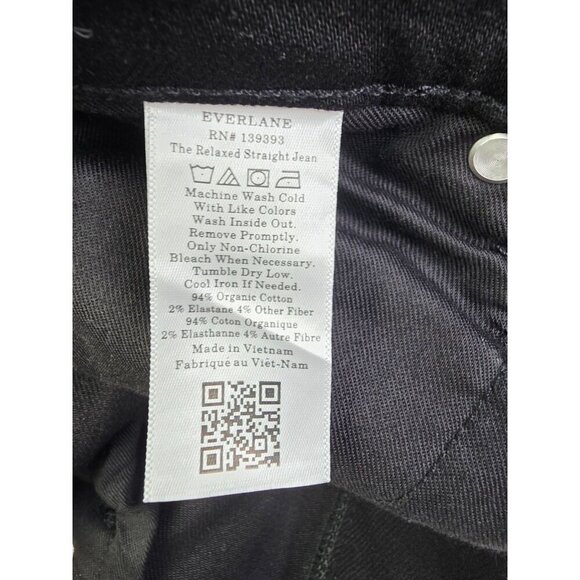 EVERLANE
RN# 139393
The Relaxed Straight Jean
Machine Wash Cold
With Like Colors
Wash Inside Out.
Remove Promptly.
Only Non-Chlorine
Bleach When Necessary.
Tumble Dry Low.
Cool Iron If Needed.
94% Organic Cotton
2% Elastane 4% Other Fiber
94% Coton Organique
2% Elasthanne 4% Autre Fibre
Made in Vietnam
Fabriqué au Viêt-Nam